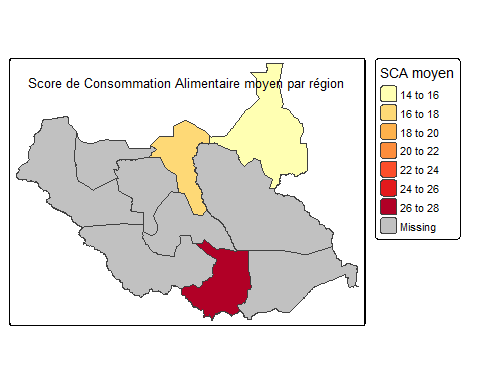 Score de Consommation Alimentaire moyen par région
SCA moyen
14 to 16
16 to 18
18 to 20
20 to 22
22 to 24
24 to 26
26 to 28
Missing